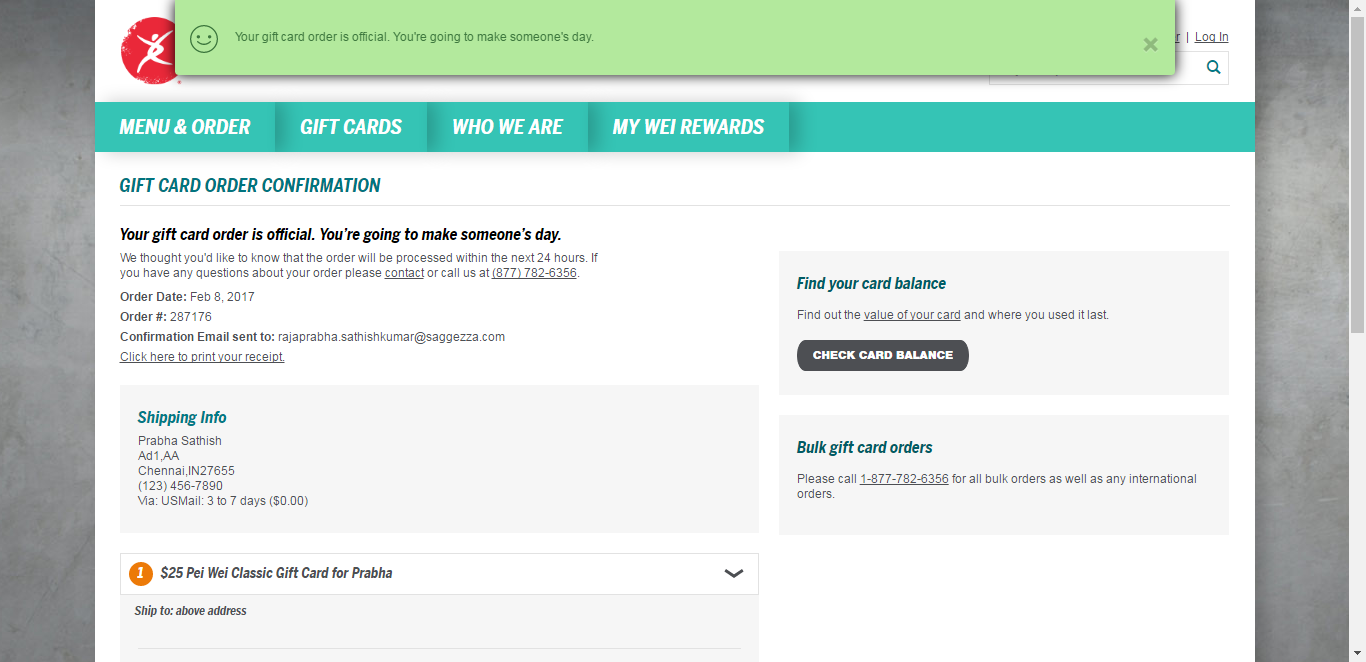 Your gift card order is official. You're going to make someone's day.
| Log In
MENU & ORDER
GIFT CARDS
WHO WE ARE
MY WEI REWARDS
GIFT CARD ORDER CONFIRMATION
Your gift card order is official. You're going to make someone's day.
We thought you'd like to know that the order will be processed within the next 24 hours. If
you have any questions about your order please contact or call us at (877) 782-6356.
Order Date: Feb 8, 2017
Order #: 287176
Confirmation Email sent to: rajaprabha.sathishkumar@saggezza.com
Click here to print your receipt.
Shipping Info
Prabha Sathish
Ad1,AA
Chennai,IN27655
(123) 456-7890
Via: USMail: 3 to 7 days ($0.00)
1 $25 Pei Wei Classic Gift Card for Prabha
Ship to: above address
Find your card balance
Find out the value of your card and where you used it last.
CHECK CARD BALANCE
Bulk gift card orders
Please call 1-877-782-6356 for all bulk orders as well as any international
orders.